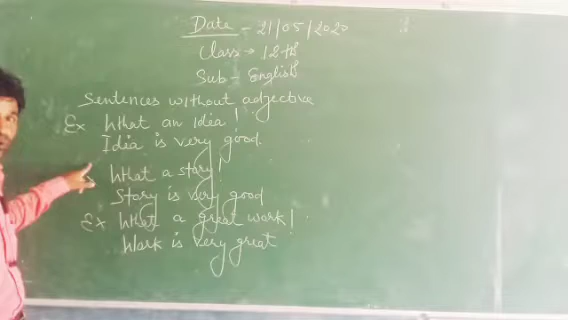 Date - 21/05/2020
Class → 12th
Sub - English
Sentences without adjective
Ex What an idea!
Idia is very good.
What a story!
Story is very good
Ex What a great work!
Work is very great